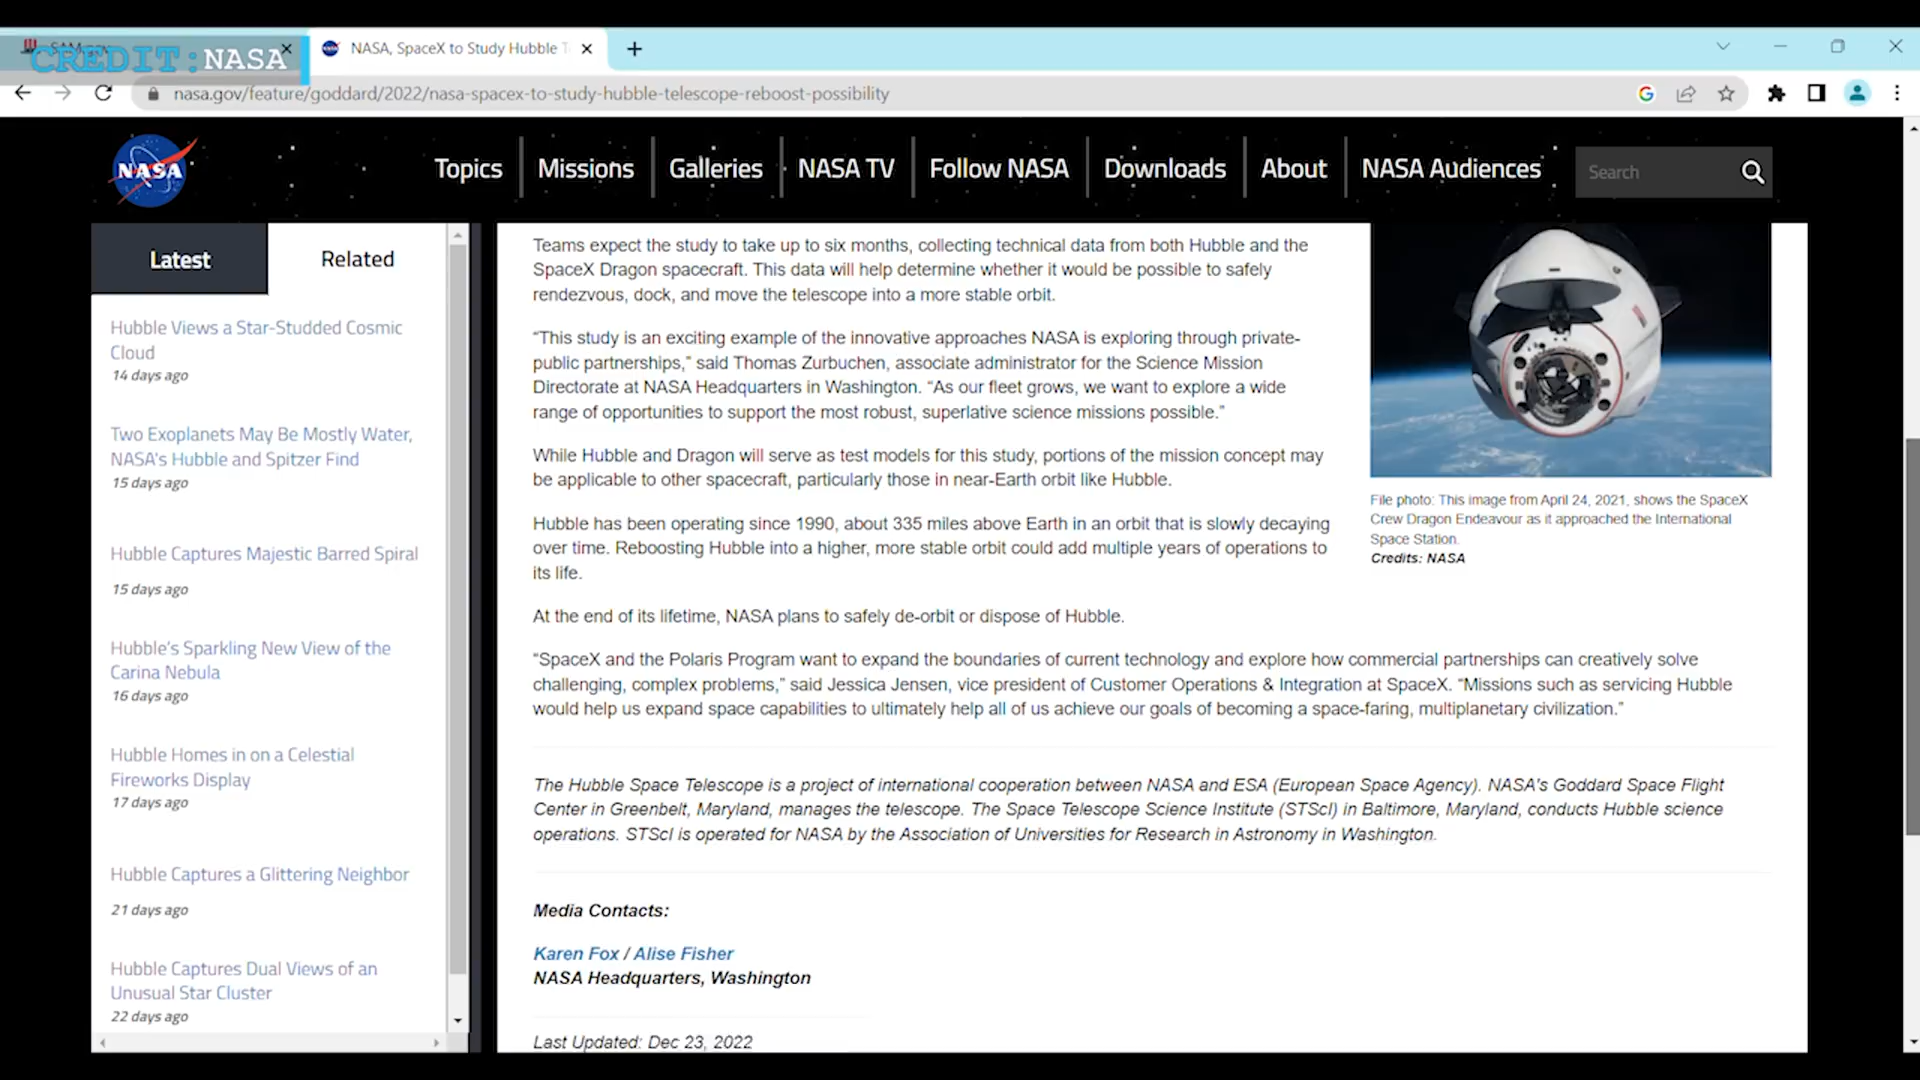 SAM.gov
CREDIT:NASA
NASA, SpaceX to Study Hubble T
nasa.gov/feature/goddard/2022/nasa-spacex-to-study-hubble-telescope-reboost-possibility
NASA
Topics
Missions
Galleries
NASA TV
Follow NASA
Downloads
About
NASA Audiences
Search
Latest
Related
Hubble Views a Star-Studded Cosmic
Cloud
14 days ago
Two Exoplanets May Be Mostly Water,
NASA's Hubble and Spitzer Find
15 days ago
Hubble Captures Majestic Barred Spiral
15 days ago
Hubble's Sparkling New View of the
Carina Nebula
16 days ago
Hubble Homes in on a Celestial
Fireworks Display
17 days ago
Hubble Captures a Glittering Neighbor
21 days ago
Hubble Captures Dual Views of an
Unusual Star Cluster
22 days ago
Teams expect the study to take up to six months, collecting technical data from both Hubble and the
SpaceX Dragon spacecraft. This data will help determine whether it would be possible to safely
rendezvous, dock, and move the telescope into a more stable orbit.
“This study is an exciting example of the innovative approaches NASA is exploring through private-
public partnerships,” said Thomas Zurbuchen, associate administrator for the Science Mission
Directorate at NASA Headquarters in Washington. “As our fleet grows, we want to explore a wide
range of opportunities to support the most robust, superlative science missions possible.”
While Hubble and Dragon will serve as test models for this study, portions of the mission concept may
be applicable to other spacecraft, particularly those in near-Earth orbit like Hubble.
Hubble has been operating since 1990, about 335 miles above Earth in an orbit that is slowly decaying
over time. Reboosting Hubble into a higher, more stable orbit could add multiple years of operations to
its life.
At the end of its lifetime, NASA plans to safely de-orbit or dispose of Hubble.
“SpaceX and the Polaris Program want to expand the boundaries of current technology and explore how commercial partnerships can creatively solve
challenging, complex problems,” said Jessica Jensen, vice president of Customer Operations & Integration at SpaceX. “Missions such as servicing Hubble
would help us expand space capabilities to ultimately help all of us achieve our goals of becoming a space-faring, multiplanetary civilization.”
File photo: This image from April 24, 2021, shows the SpaceX
Crew Dragon Endeavour as it approached the International
Space Station.
Credits: NASA
The Hubble Space Telescope is a project of international cooperation between NASA and ESA (European Space Agency). NASA's Goddard Space Flight
Center in Greenbelt, Maryland, manages the telescope. The Space Telescope Science Institute (STScI) in Baltimore, Maryland, conducts Hubble science
operations. STScI is operated for NASA by the Association of Universities for Research in Astronomy in Washington.
Media Contacts:
Karen Fox / Alise Fisher
NASA Headquarters, Washington
Last Updated: Dec 23, 2022